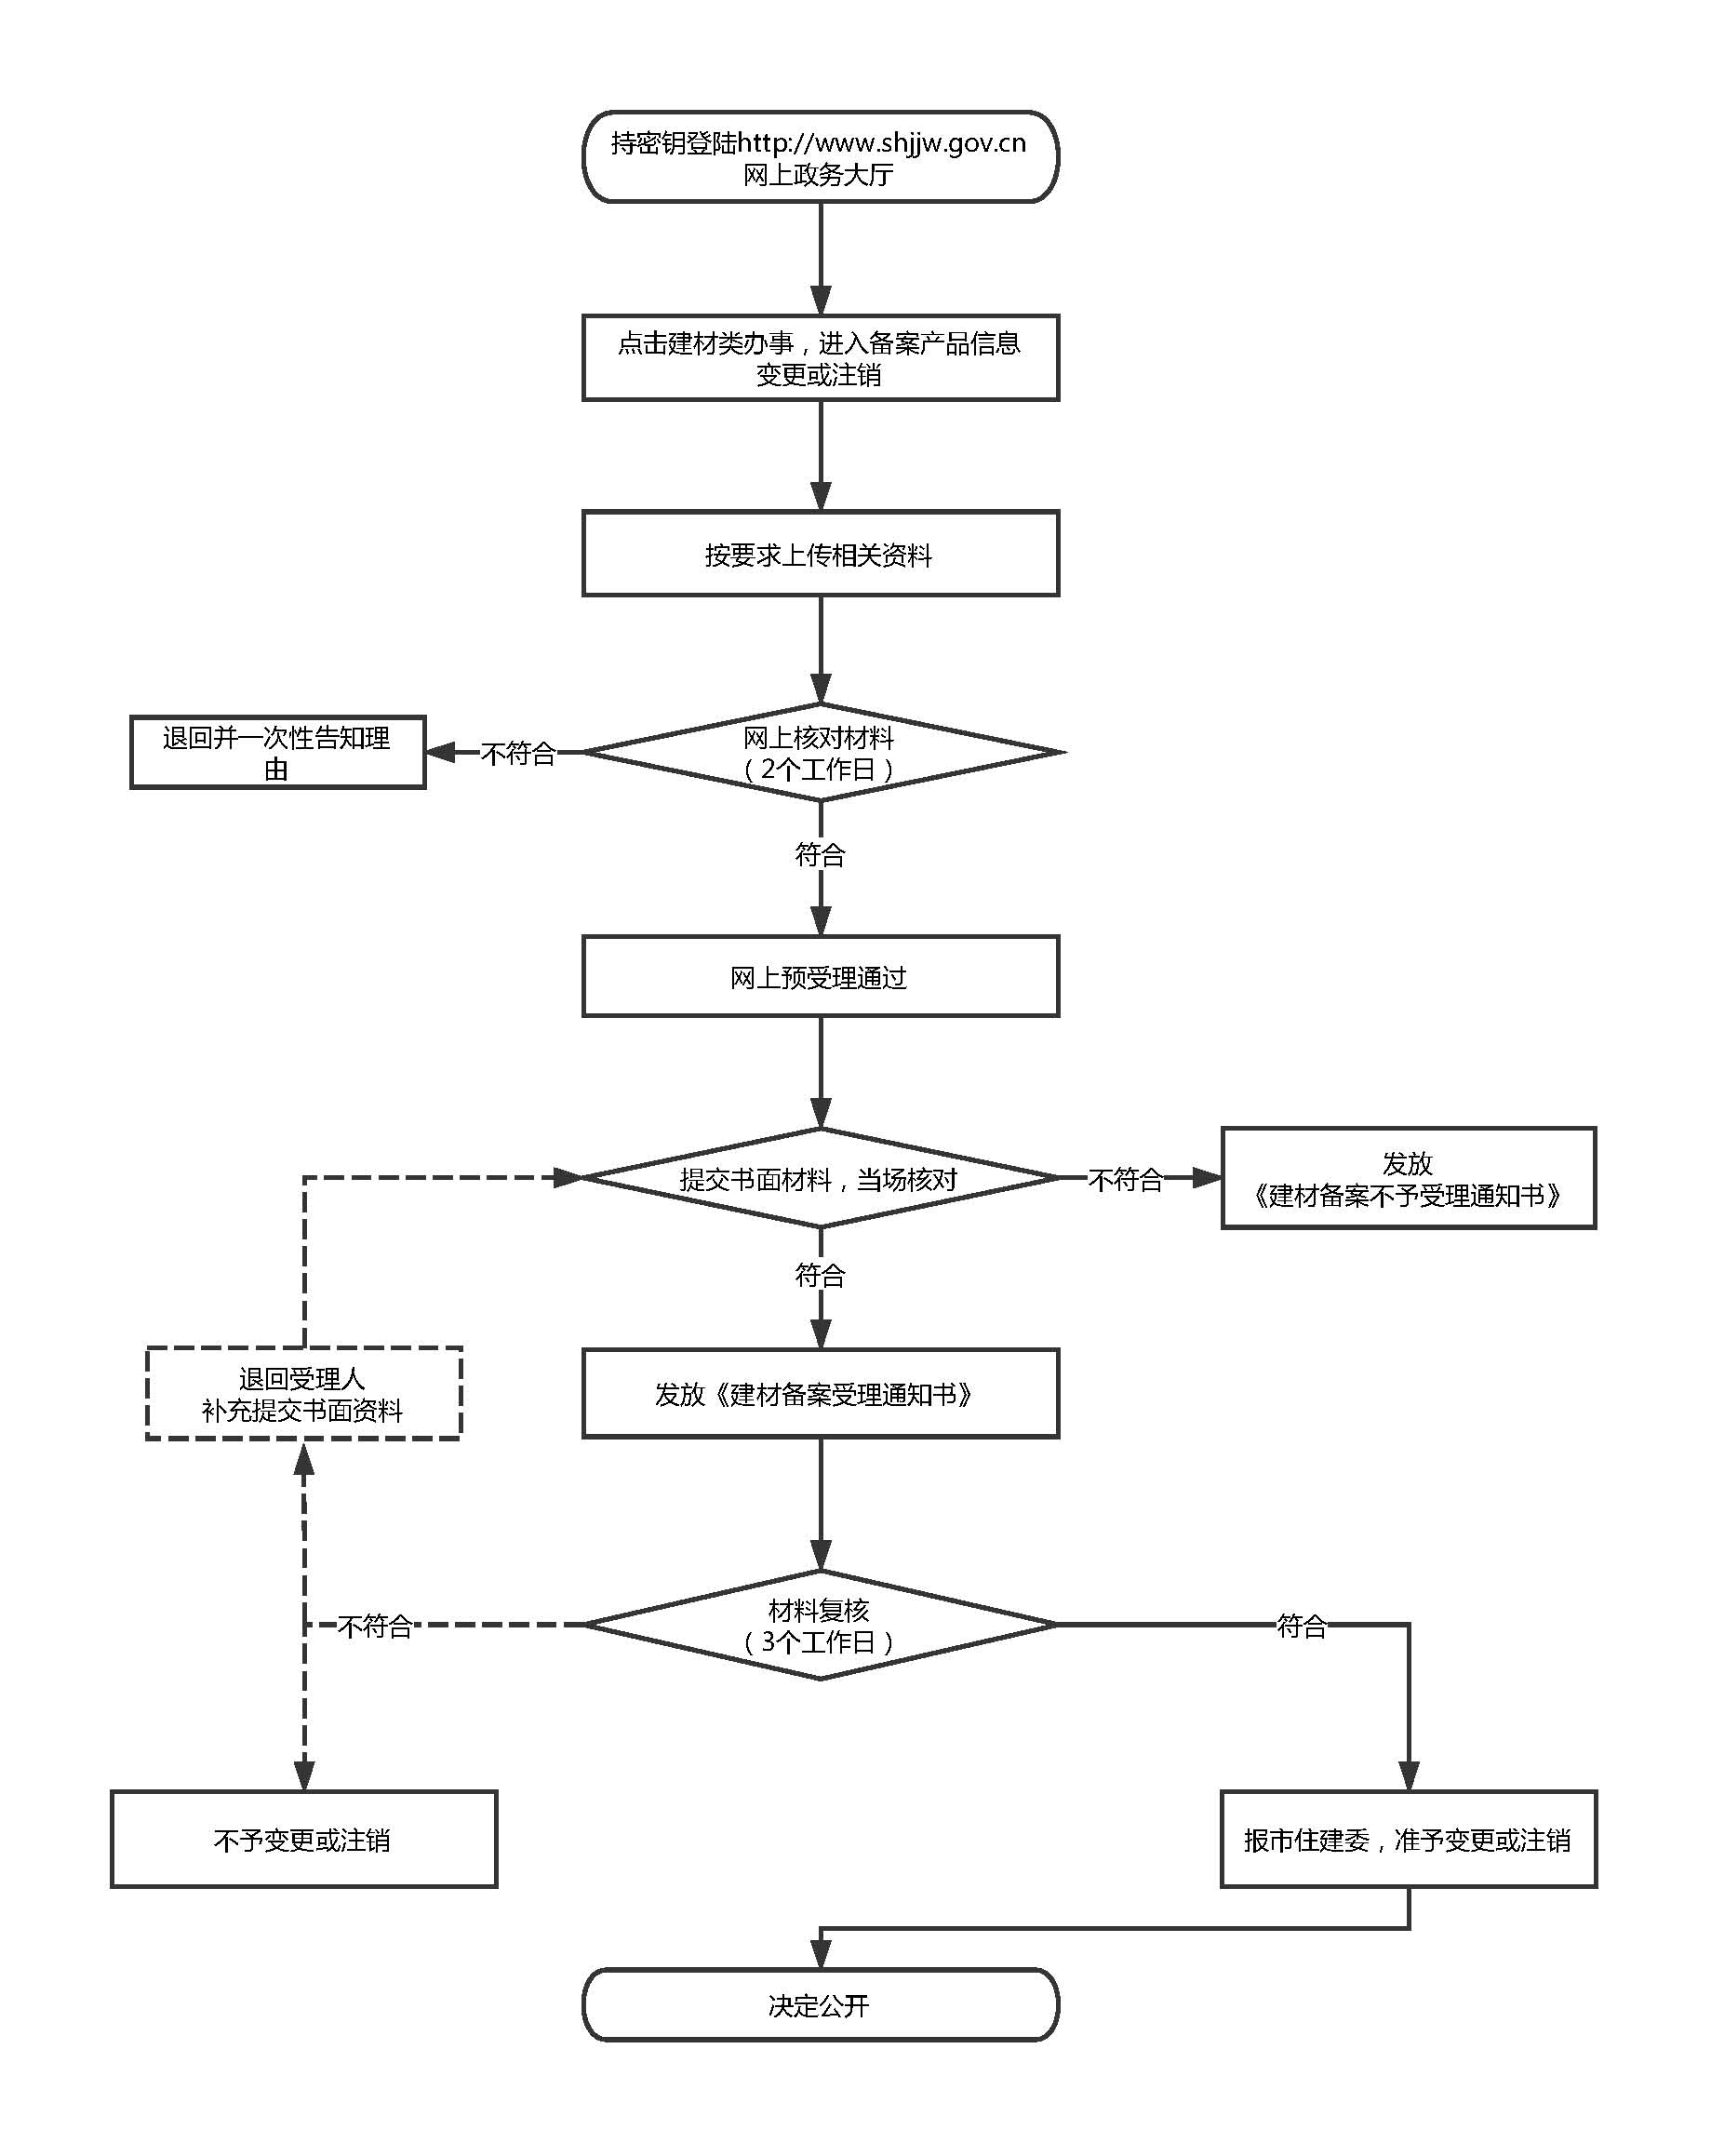 持密钥登陆http://www.shjjw.gov.cn
网上政务大厅
点击建材类办事，进入备案产品信息
变更或注销
按要求上传相关资料
网上核对材料
（2个工作日）
不符合
退回并一次性告知理
由
符合
网上预受理通过
提交书面材料，当场核对
不符合
发放
《建材备案不予受理通知书》
符合
退回受理人
补充提交书面资料
发放《建材备案受理通知书》
材料复核
（3个工作日）
不符合
符合
不予变更或注销
报市住建委，准予变更或注销
决定公开